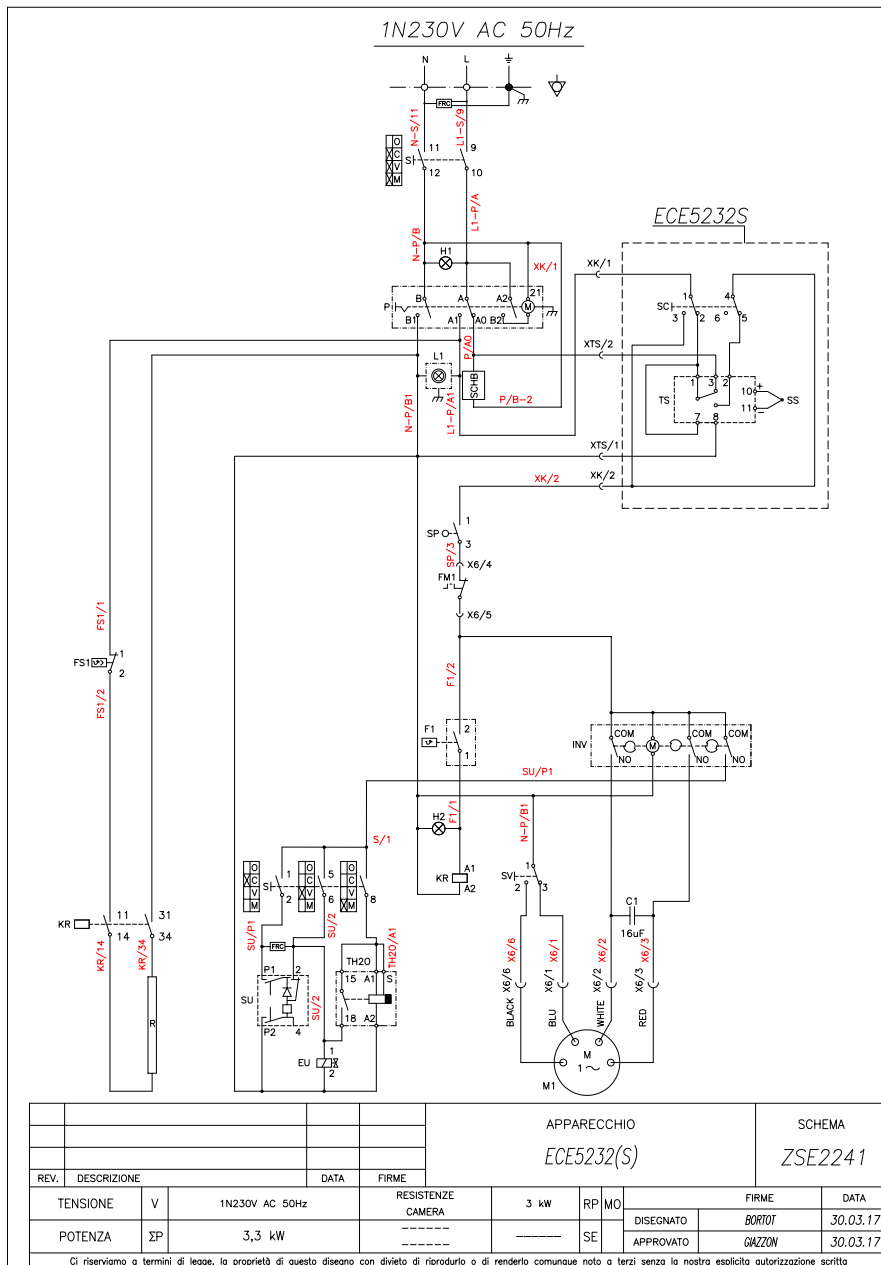 1N230V AC 50Hz
N L
FRC
N-S/11
L1-S/9
O
C
V
M
S
11
12
9
10
N-P/B
L1-P/A
H1
XK/1
ECE5232S
P
B
B1
A
A1
A0
A2
B2
21
M
XK/1
SC
1
3 2
4
6 5
P/A0
L1
SCHB
N-P/B1
L1-P/A1
P/B-2
XTS/2
TS
1 3 2
10 +
11 –
SS
7 8
XTS/1
XK/2 XK/2
SP
1
3
SP/3
X6/4
FM1
X6/5
FS1/1
FS1
1
2
FS1/2
F1/2
F1
2
1
INV
COM
NO
M
COM
NO
COM
NO
SU/P1
F1/1
H2
N-P/B1
S/1
KR
A1
A2
O
C
V
M
S
1
2
O
C
V
M
5
6
O
C
V
M
8
SV
1
2 3
C1
16uF
KR
11
14
31
34
KR/14
KR/34
R
SU/P1
SU/2
TH20/A1
FRC
SU
P1 2
P2 4
SU/2
TH20
15 A1 S
18 A2
EU
1
2
X6/6
X6/1
X6/2
X6/3
BLACK X6/6
BLU X6/1
WHITE X6/2
RED X6/3
M
1~
M1
REV. DESCRIZIONE DATA FIRME
APPARECCHIO
ECE5232(S)
SCHEMA
ZSE2241
TENSIONE V 1N230V AC 50Hz
RESISTENZE CAMERA 3 kW RP MO
FIRME DATA
DISEGNATO BORTOT 30.03.17
POTENZA ΣP 3,3 kW ------ ------ SE
APPROVATO GIAZZON 30.03.17
Ci riserviamo a termini di legge, la proprietà di questo disegno con divieto di riprodurlo o di renderlo comunque noto a terzi senza la nostra esplicita autorizzazione scritta